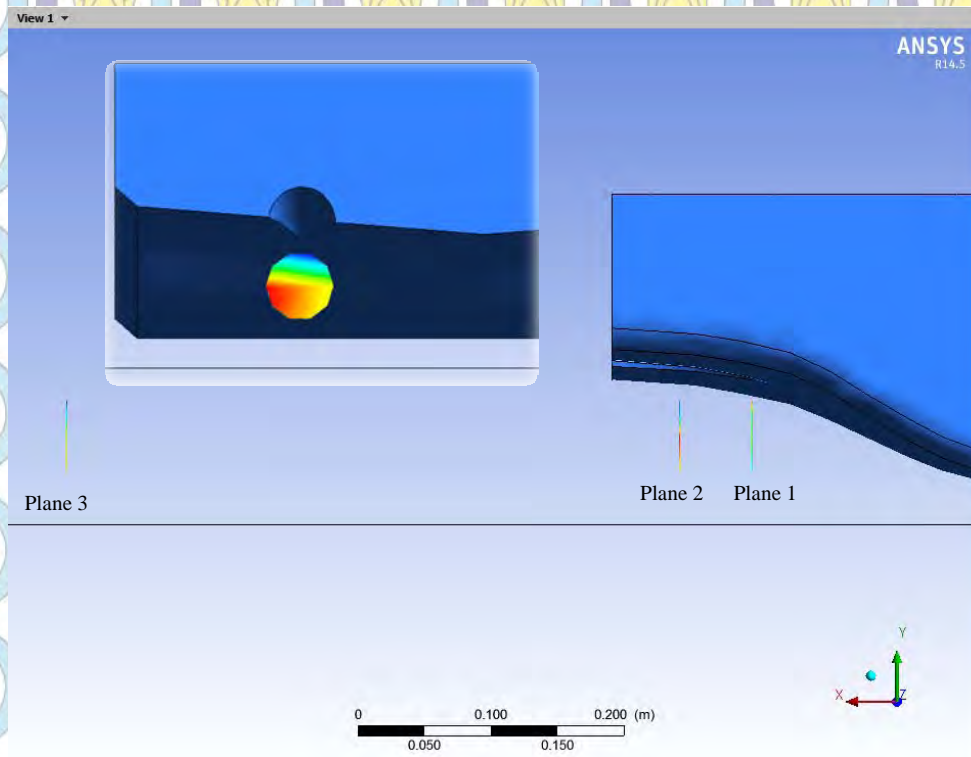 View 1
ANSYS
R14.5
Plane 3
Plane 2
Plane 1
Y
X
Z
0
0.100
0.200 (m)
0.050
0.150